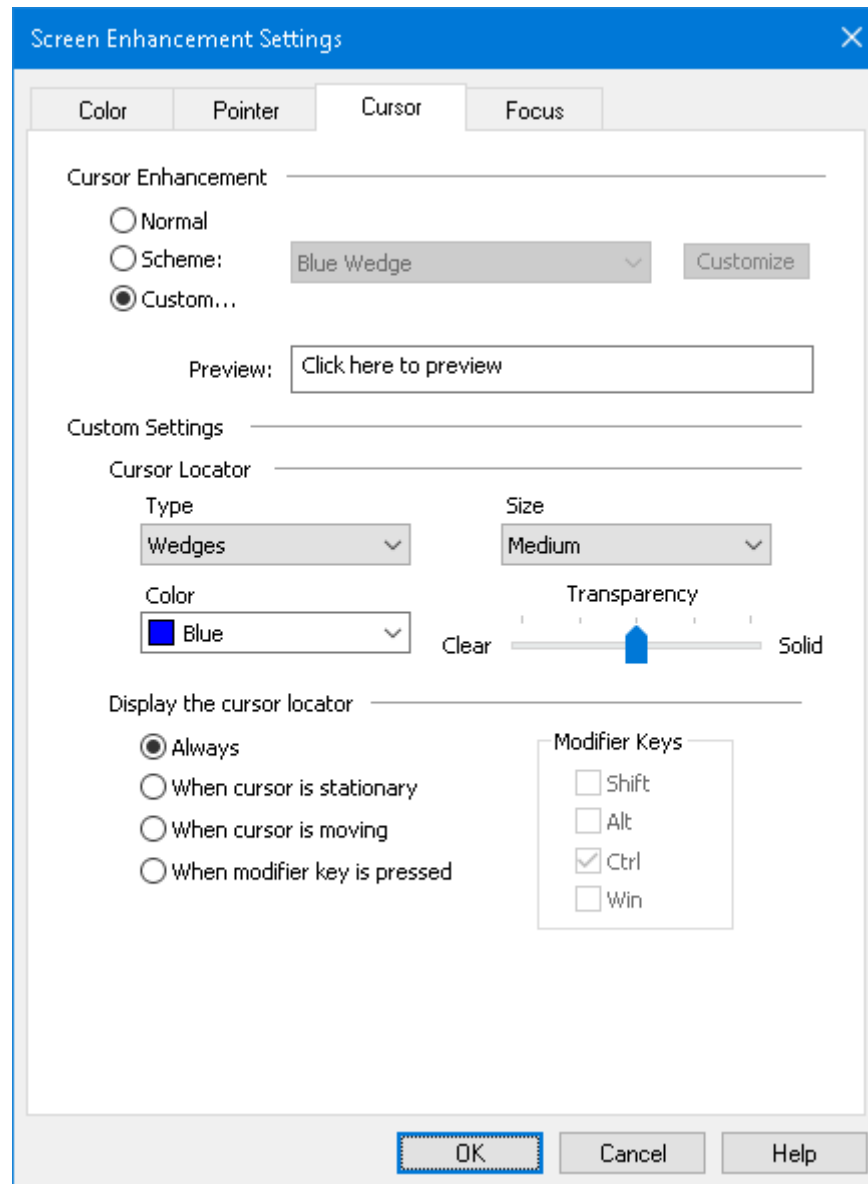 Screen Enhancement Settings
Color Pointer Cursor Focus
Cursor Enhancement
Normal
Scheme: Blue Wedge Customize
Custom...
Preview: Click here to preview
Custom Settings
Cursor Locator
Type Size
Wedges Medium
Color Transparency
Blue Clear Solid
Display the cursor locator
Always Modifier Keys
When cursor is stationary Shift
When cursor is moving Alt
When modifier key is pressed Ctrl
Win
OK Cancel Help